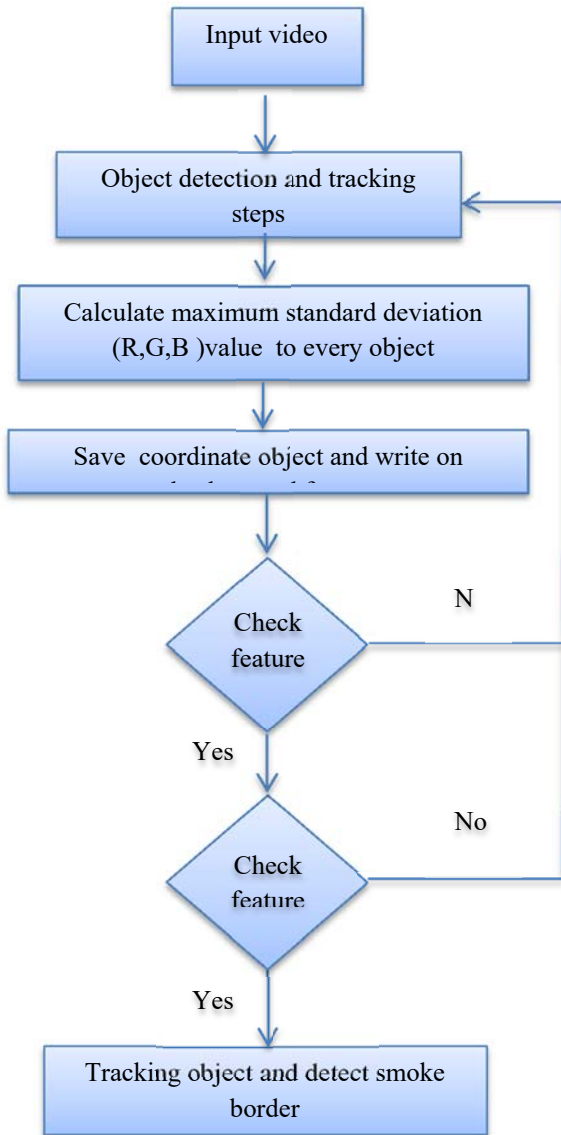 Input video
Object detection and tracking
steps
Calculate maximum standard deviation
(R,G,B )value  to every object
Save  coordinate object and write on
Check
feature
N
Yes
Check
feature
No
Yes
Tracking object and detect smoke
border